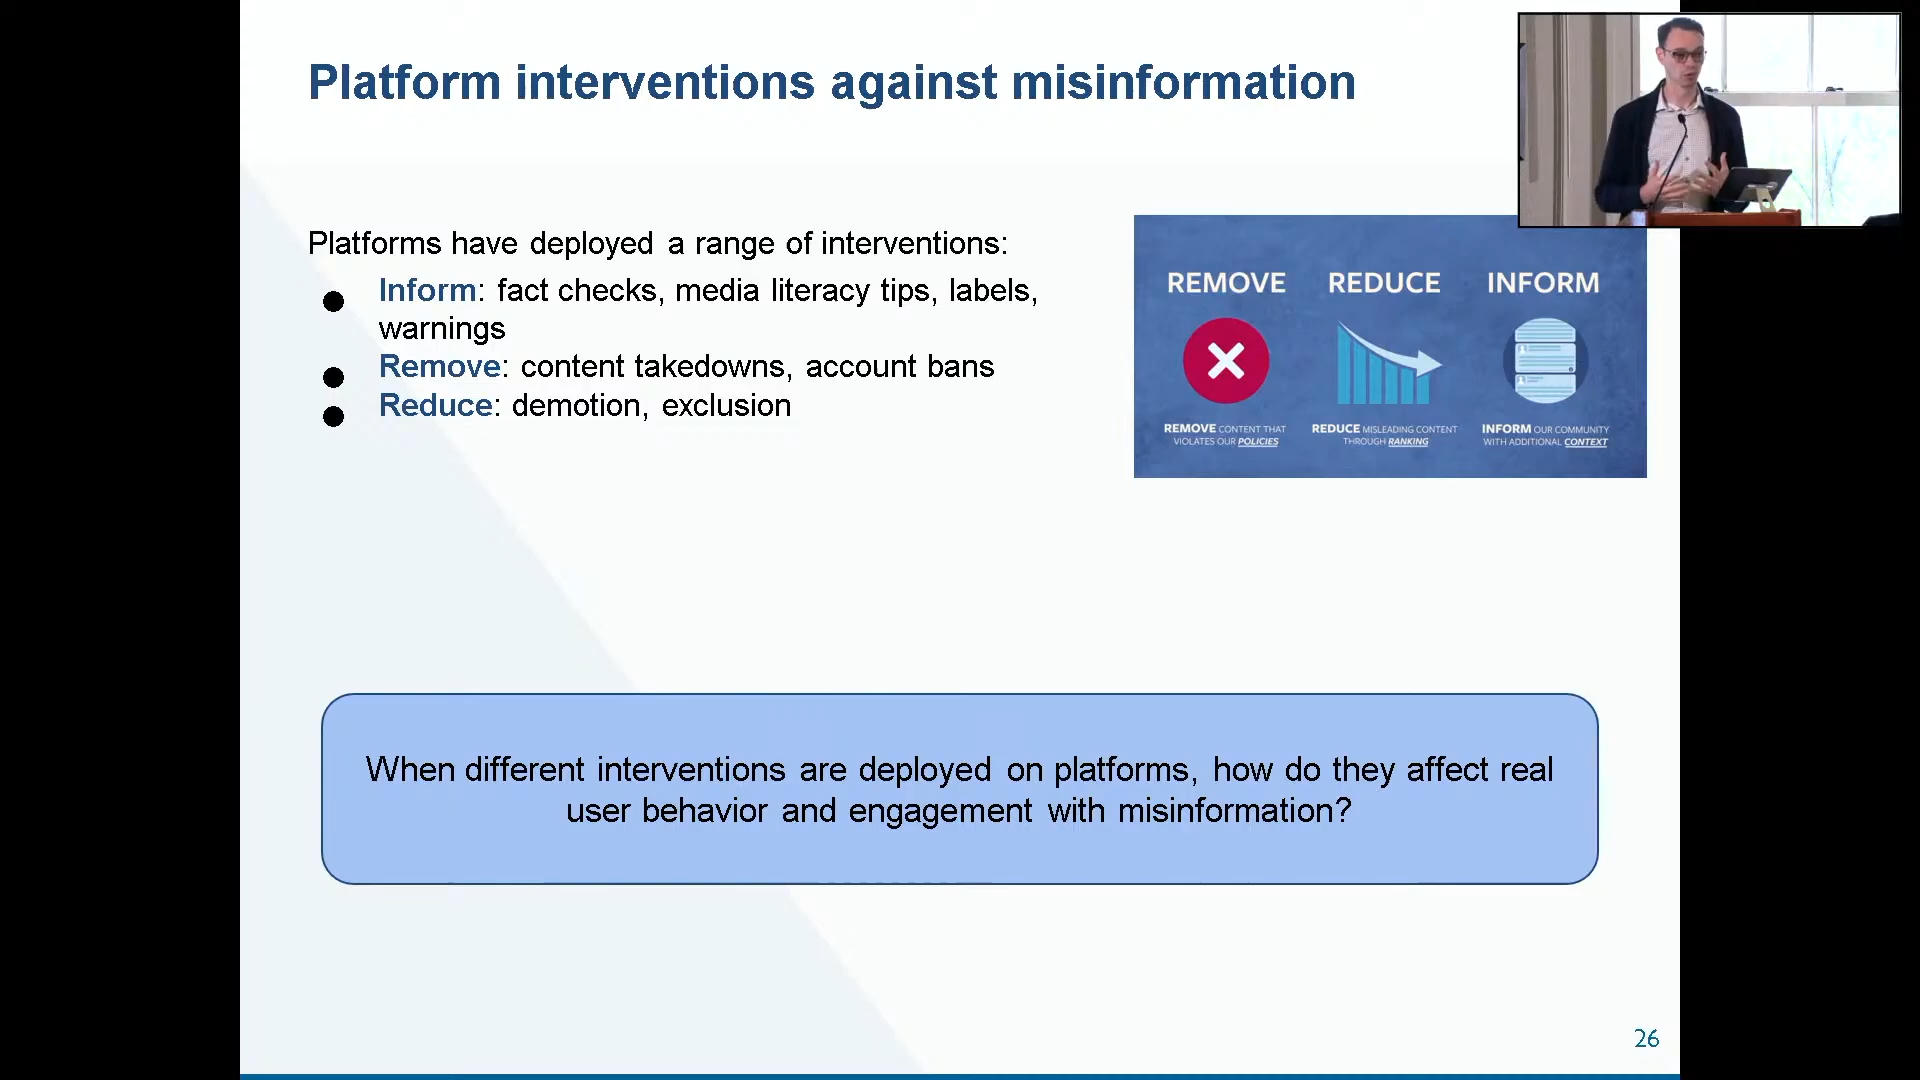 Platform interventions against misinformation
Platforms have deployed a range of interventions:
Inform: fact checks, media literacy tips, labels,
warnings
Remove: content takedowns, account bans
Reduce: demotion, exclusion
REMOVE REDUCE INFORM
REMOVE CONTENT THAT
VIOLATES OUR POLICIES
REDUCE MISLEADING CONTENT
THROUGH RANKING
INFORM OUR COMMUNITY
WITH ADDITIONAL CONTEXT
When different interventions are deployed on platforms, how do they affect real
user behavior and engagement with misinformation?
26